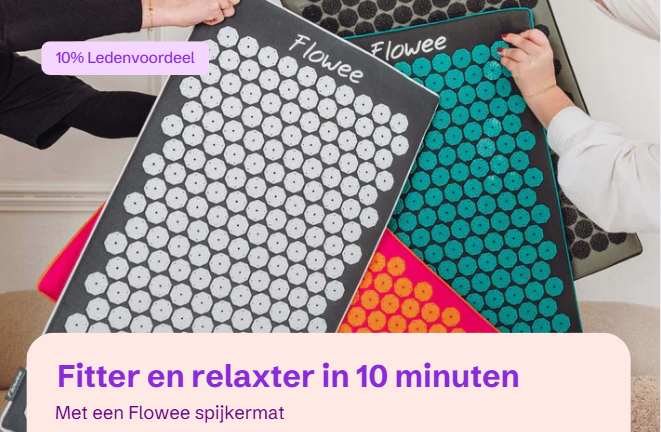 Flowee
Flowee
10% Ledenvoordeel
Fitter en relaxter in 10 minuten
Met een Flowee spijkermat